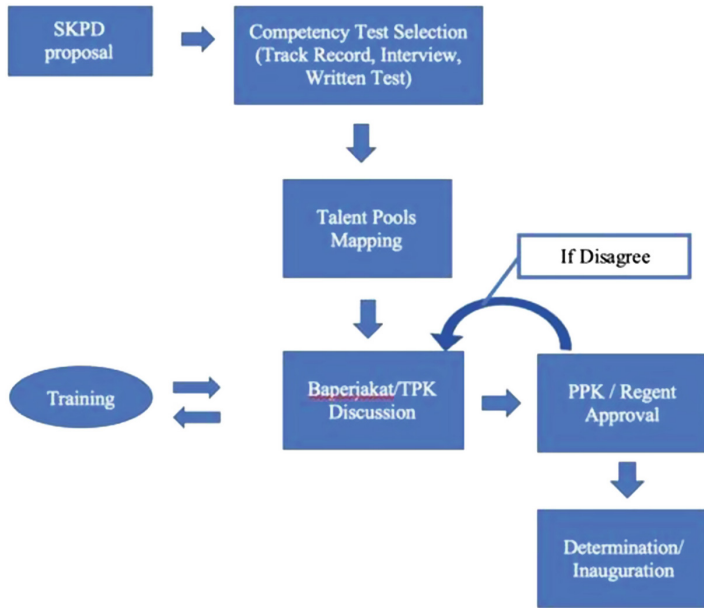 SKPD
proposal
Competency Test Selection
(Track Record, Interview,
Written Test)
Talent Pools
Mapping
If Disagree
Training
Baperjakat/TPK
Discussion
PPK / Regent
Approval
Determination/
Inauguration